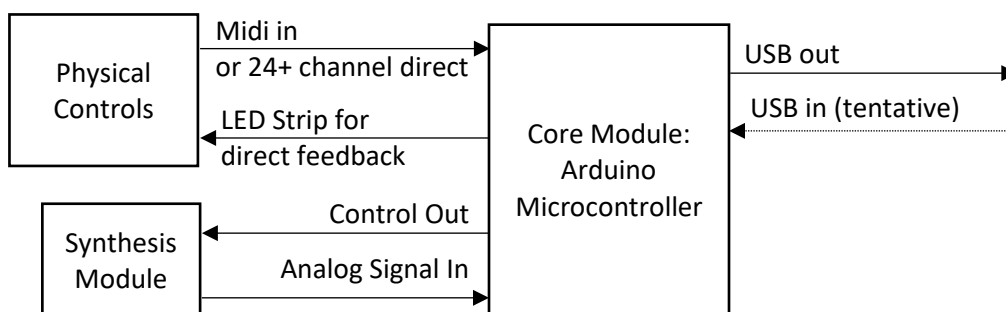 Physical
Controls
Midi in
or 24+ channel direct
LED Strip for
direct feedback
Core Module:
Arduino
Microcontroller
USB out
USB in (tentative)
Synthesis
Module
Control Out
Analog Signal In